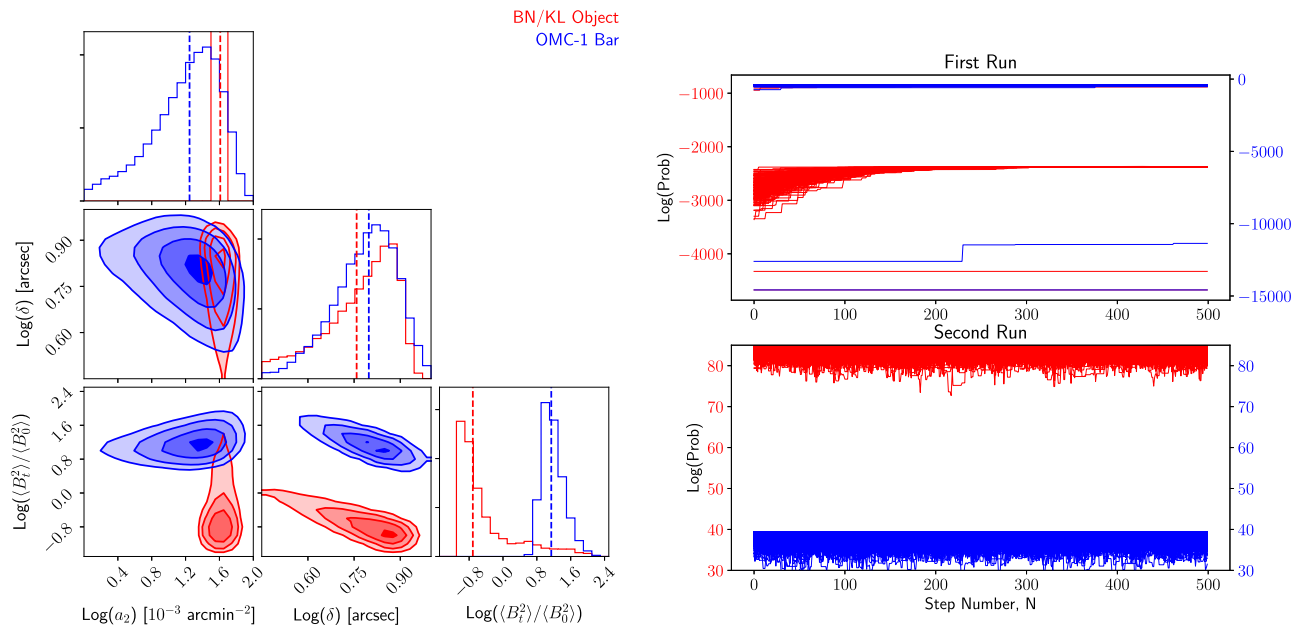 BN/KL Object
OMC-1 Bar
Log(δ) [arcsec]
0.90
0.75
0.60
Log(⟨B_t^2⟩/⟨B_0^2⟩)
2.4
1.6
0.8
0.0
−0.8
0.4 0.8 1.2 1.6 2.0
Log(a_2) [10^{-3} arcmin^{-2}]
0.60 0.75 0.90
Log(δ) [arcsec]
−0.8 0.0 0.8 1.6 2.4
Log(⟨B_t^2⟩/⟨B_0^2⟩)
First Run
Log(Prob)
−1000
−2000
−3000
−4000
0
−5000
−10000
−15000
0 100 200 300 400 500
Second Run
Log(Prob)
80
70
60
50
40
30
80
70
60
50
40
30
0 100 200 300 400 500
Step Number, N